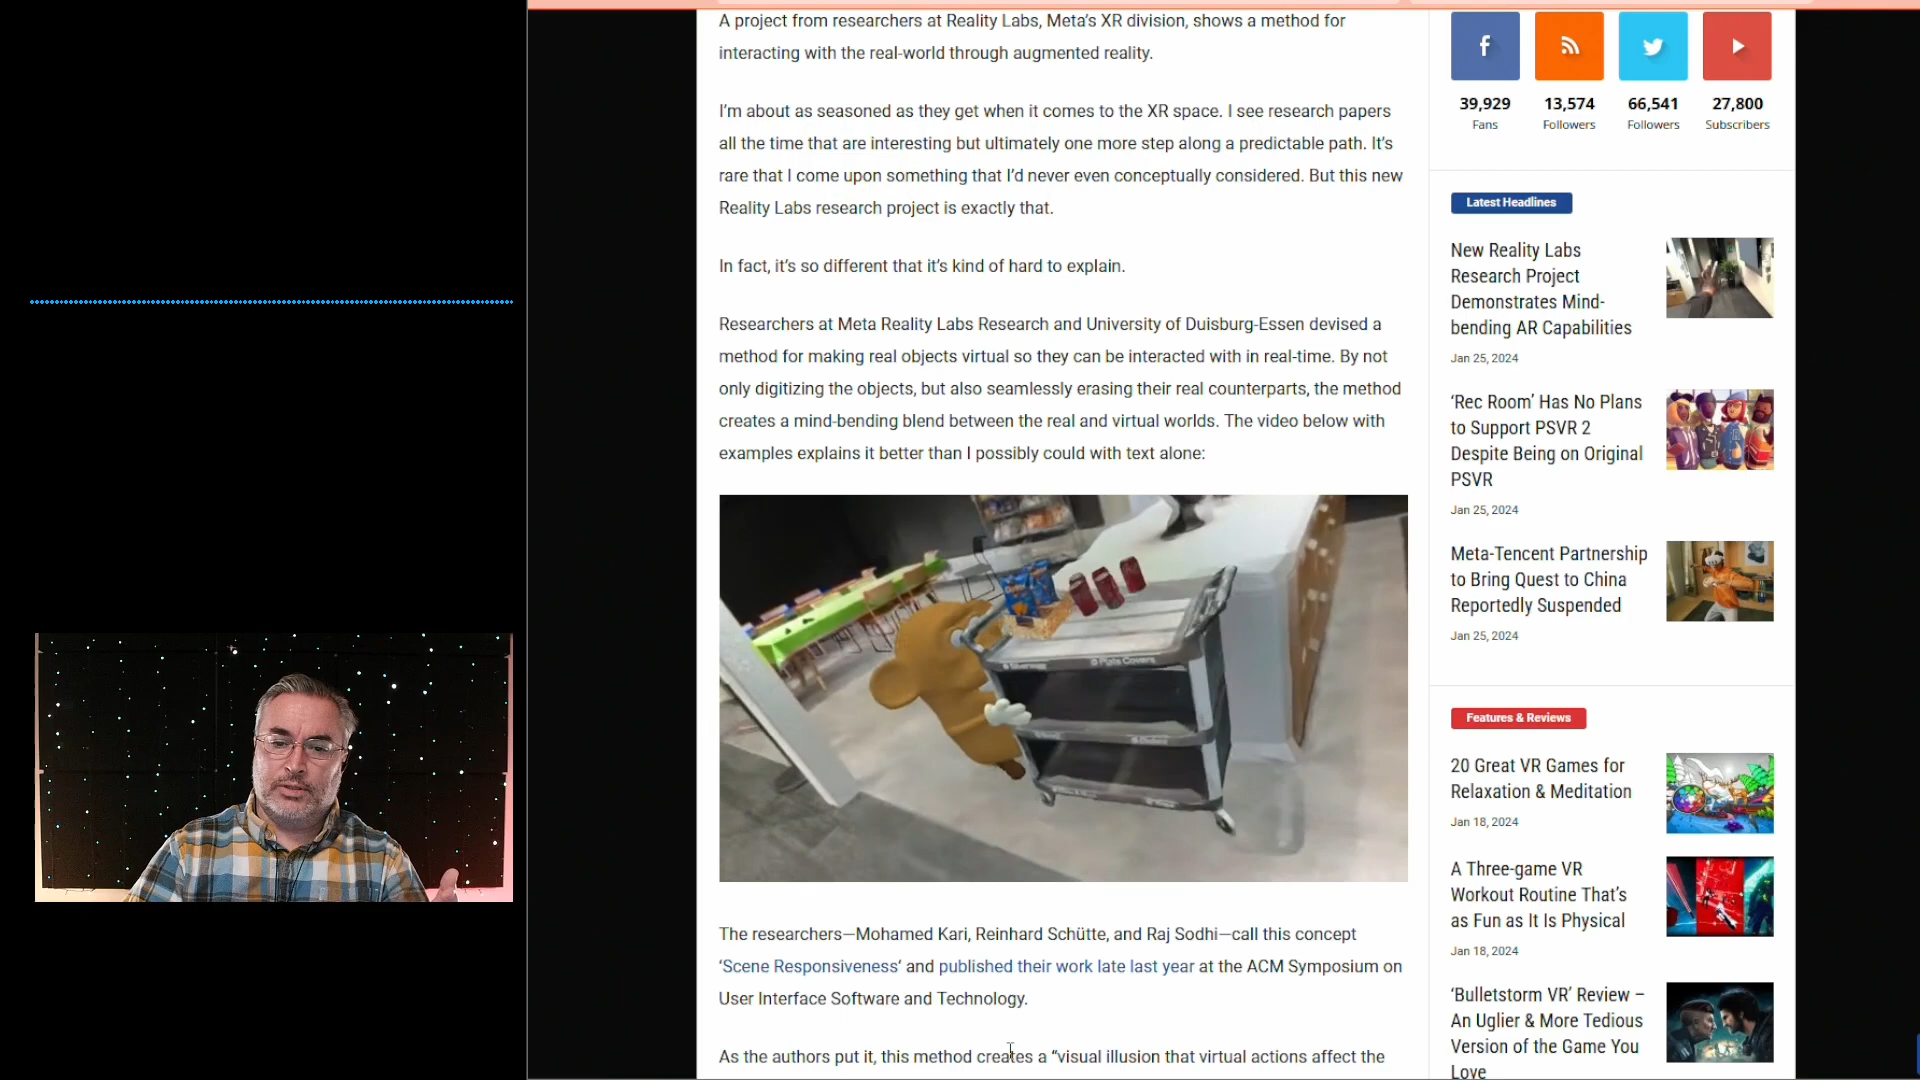 A project from researchers at Reality Labs, Meta's XR division, shows a method for
interacting with the real-world through augmented reality.
I'm about as seasoned as they get when it comes to the XR space. I see research papers
all the time that are interesting but ultimately one more step along a predictable path. It's
rare that I come upon something that I'd never even conceptually considered. But this new
Reality Labs research project is exactly that.
In fact, it's so different that it's kind of hard to explain.
Researchers at Meta Reality Labs Research and University of Duisburg-Essen devised a
method for making real objects virtual so they can be interacted with in real-time. By not
only digitizing the objects, but also seamlessly erasing their real counterparts, the method
creates a mind-bending blend between the real and virtual worlds. The video below with
examples explains it better than I possibly could with text alone:
Plate Covers
The researchers—Mohamed Kari, Reinhard Schütte, and Raj Sodhi—call this concept
‘Scene Responsiveness’ and published their work late last year at the ACM Symposium on
User Interface Software and Technology.
As the authors put it, this method creates a “visual illusion that virtual actions affect the
39,929 13,574 66,541 27,800
Fans Followers Followers Subscribers
Latest Headlines
New Reality Labs
Research Project
Demonstrates Mind-
bending AR Capabilities
Jan 25, 2024
‘Rec Room’ Has No Plans
to Support PSVR 2
Despite Being on Original
PSVR
Jan 25, 2024
Meta-Tencent Partnership
to Bring Quest to China
Reportedly Suspended
Jan 25, 2024
Features & Reviews
20 Great VR Games for
Relaxation & Meditation
Jan 18, 2024
A Three-game VR
Workout Routine That's
as Fun as It Is Physical
Jan 18, 2024
‘Bulletstorm VR’ Review –
An Uglier & More Tedious
Version of the Game You
Love